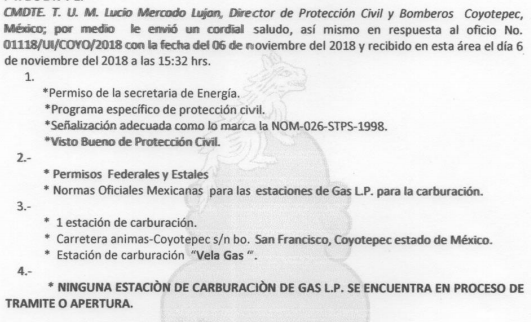 CMDTE. T. U. M. Lucio Mercado Lujan, Director de Protección Civil y Bomberos Coyotepec,
México; por medio le envió un cordial saludo, así mismo en respuesta al oficio No.
01118/UI/COYO/2018 con la fecha del 06 de noviembre del 2018 y recibido en esta área el día 6
de noviembre del 2018 a las 15:32 hrs.
1.
*Permiso de la secretaria de Energía.
*Programa específico de protección civil.
*Señalización adecuada como lo marca la NOM-026-STPS-1998.
*Visto Bueno de Protección Civil.
2.-
* Permisos Federales y Estales
* Normas Oficiales Mexicanas para las estaciones de Gas L.P. para la carburación.
3.-
* 1 estación de carburación.
* Carretera animas-Coyotepec s/n bo. San Francisco, Coyotepec estado de México.
* Estación de carburación "Vela Gas ".
4.-
* NINGUNA ESTACIÒN DE CARBURACIÒN DE GAS L.P. SE ENCUENTRA EN PROCESO DE
TRAMITE O APERTURA.